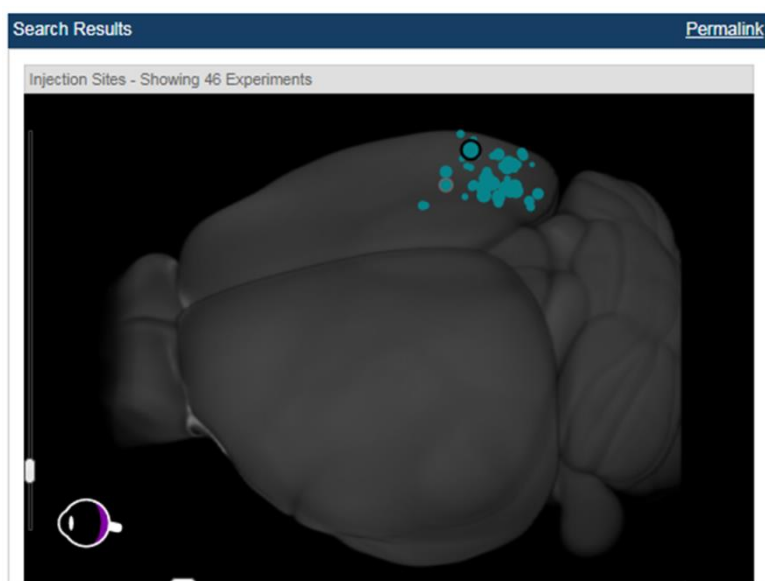 Search Results
Permalink
Injection Sites - Showing 46 Experiments